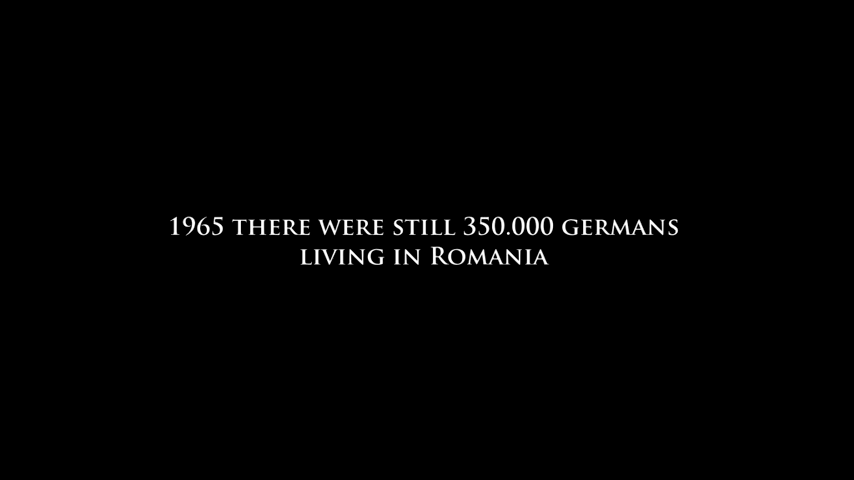 1965 there were still 350.000 germans
living in Romania